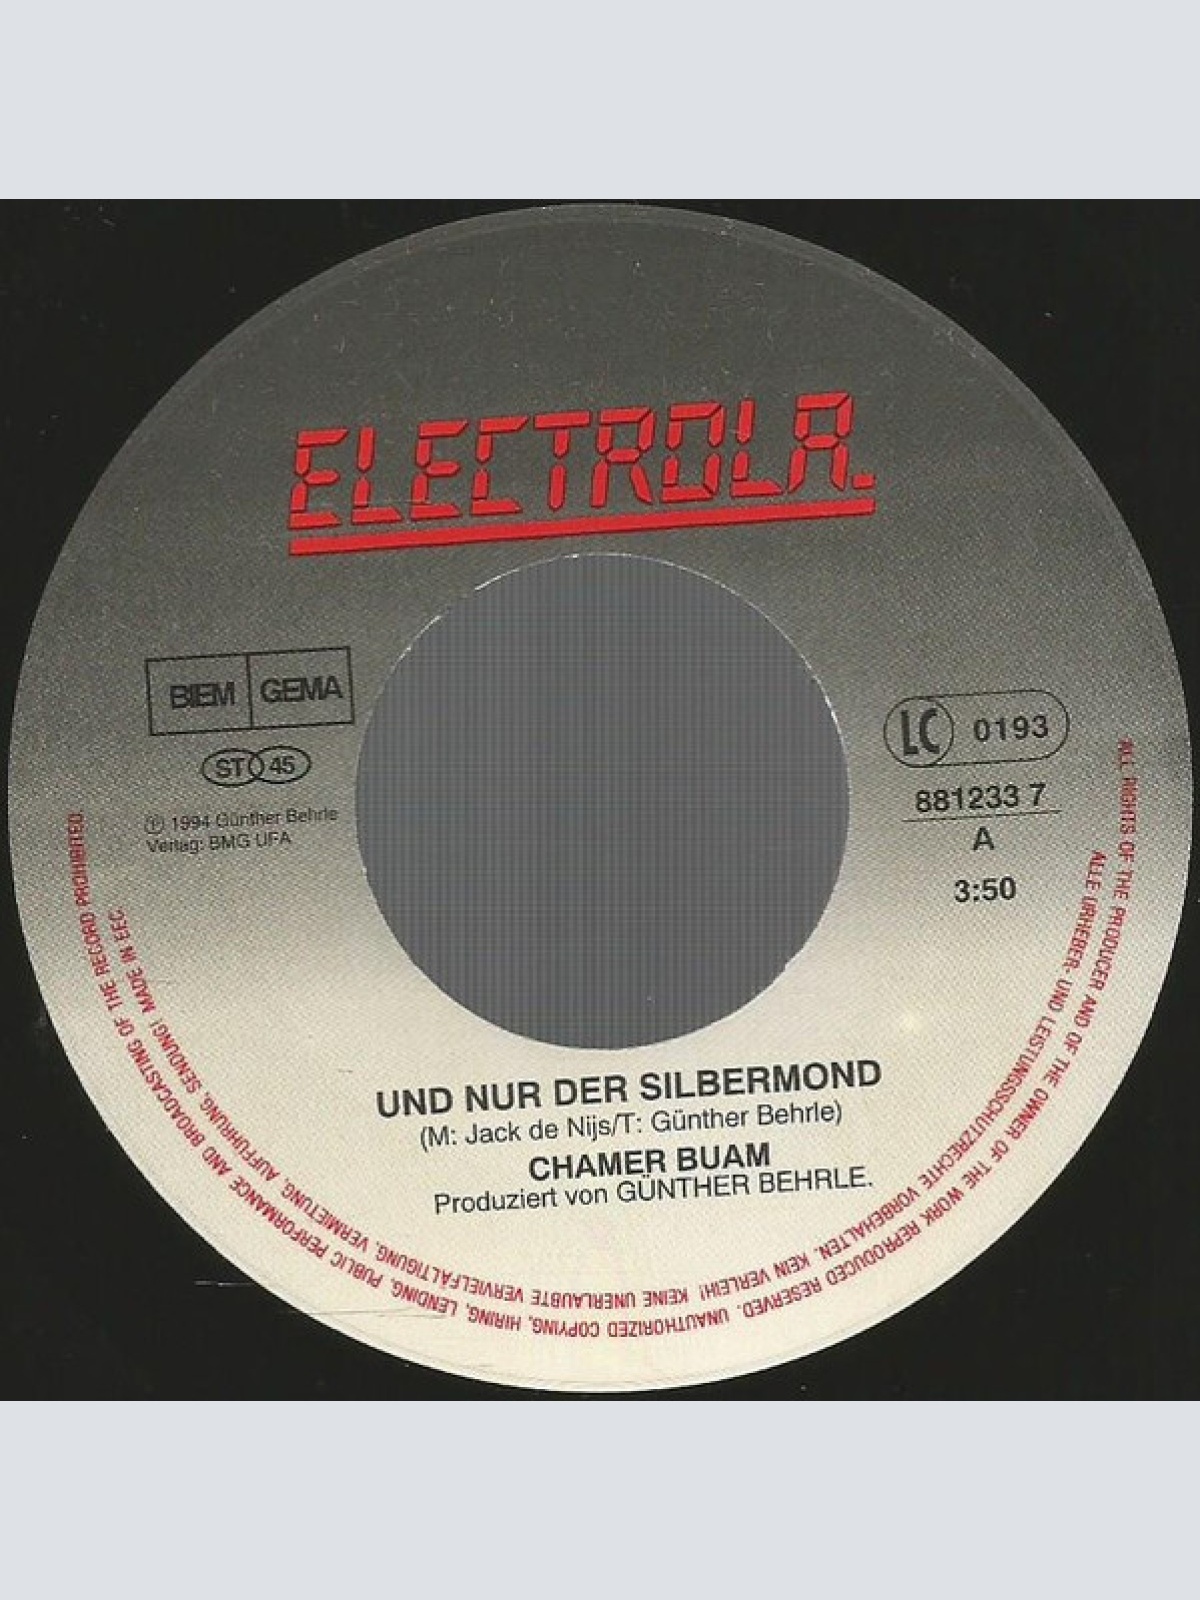 ELECTROLA.
BIEM GEMA
ST 45
℗ 1994 Günther Behrle
Verlag: BMG UFA
LC 0193
881233 7
A
3:50
UND NUR DER SILBERMOND
(M: Jack de Nijs/T: Günther Behrle)
CHAMER BUAM
Produziert von GÜNTHER BEHRLE.
ALL RIGHTS OF THE PRODUCER AND OF THE OWNER OF THE WORK REPRODUCED RESERVED. UNAUTHORIZED COPYING, HIRING, LENDING, PUBLIC PERFORMANCE AND BROADCASTING OF THE RECORD PROHIBITED.
ALLE URHEBER- UND LEISTUNGSSCHUTZRECHTE VORBEHALTEN. KEIN VERLEIH! KEINE UNERLAUBTE VERVIELFÄLTIGUNG, VERMIETUNG, AUFFÜHRUNG, SENDUNG! MADE IN EEC